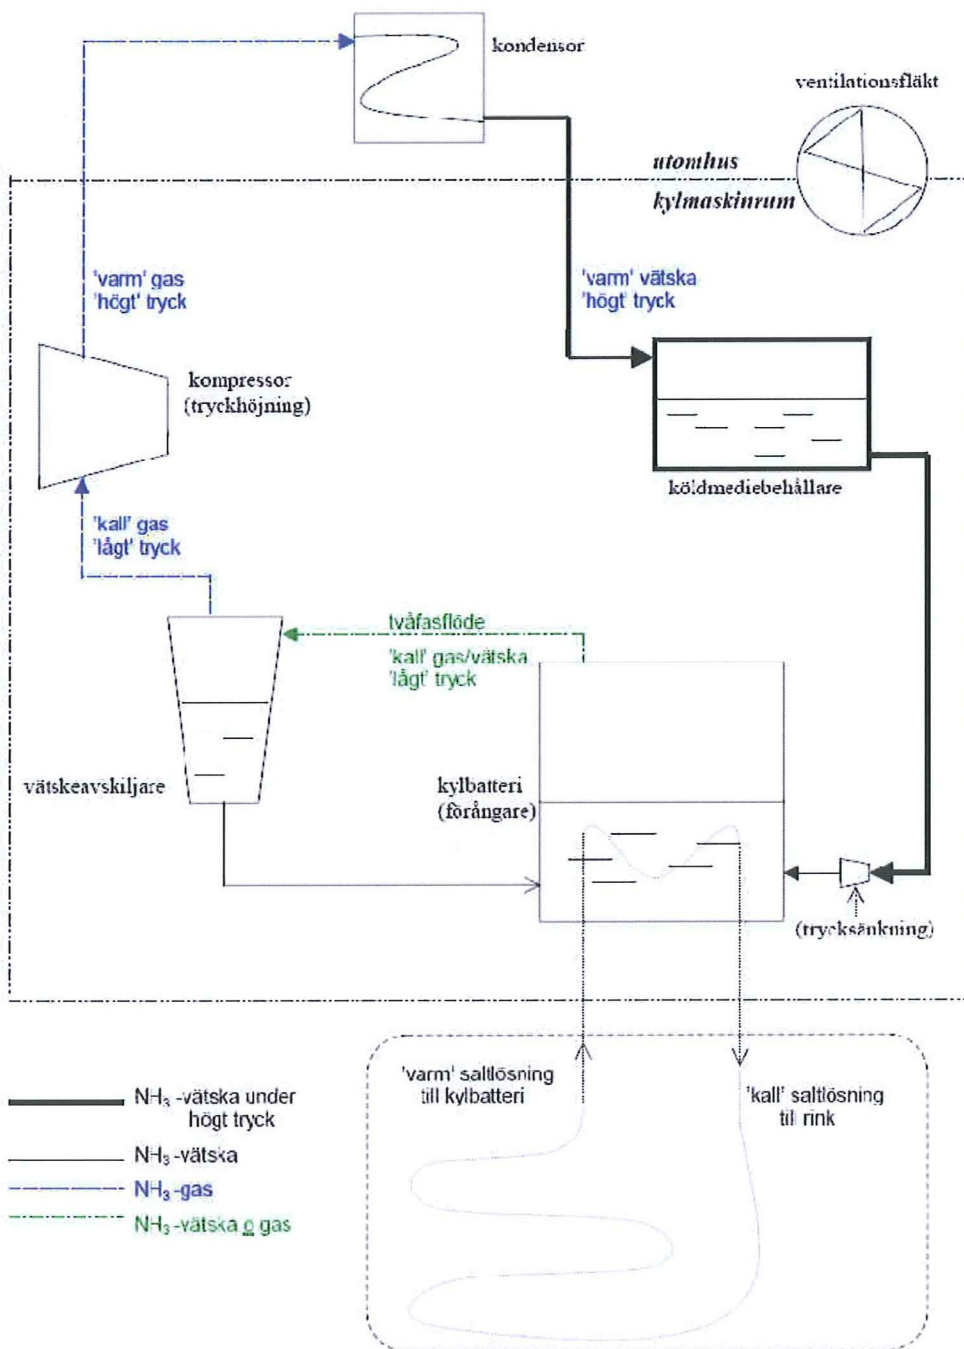 kondensor
ventilationsfläkt
utomhus
kylmaskinrum
'varm' gas
'högt' tryck
'varm' vätska
'högt' tryck
kompressor
(tryckhöjning)
köldmediebehållare
'kall' gas
'lågt' tryck
tvåfasflöde
'kall' gas/vätska
'lågt' tryck
vätskeavskiljare
kylbatteri
(förångare)
(trycksänkning)
'varm' saltlösning
till kylbatteri
'kall' saltlösning
till rink
NH₃-vätska under
högt tryck
NH₃-vätska
NH₃-gas
NH₃-vätska o gas